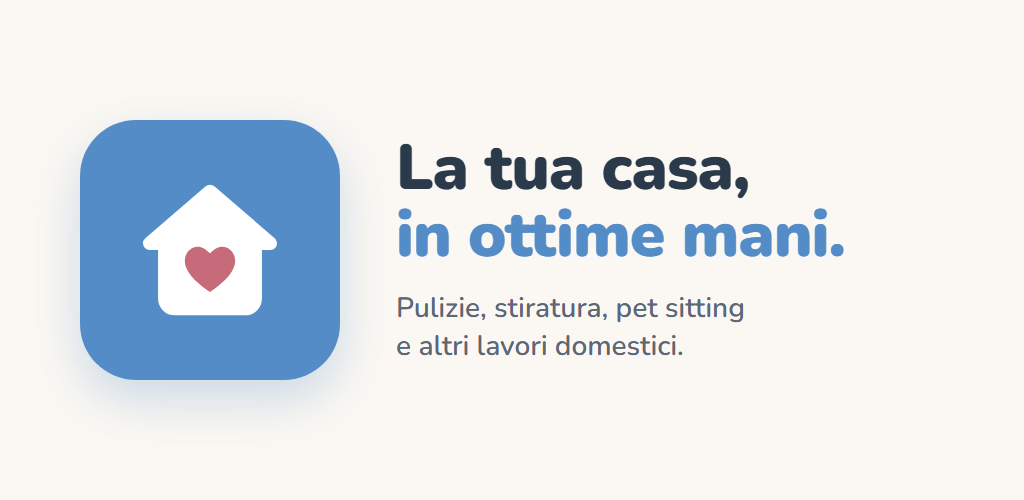 La tua casa,
in ottime mani.
Pulizie, stiratura, pet sitting
e altri lavori domestici.